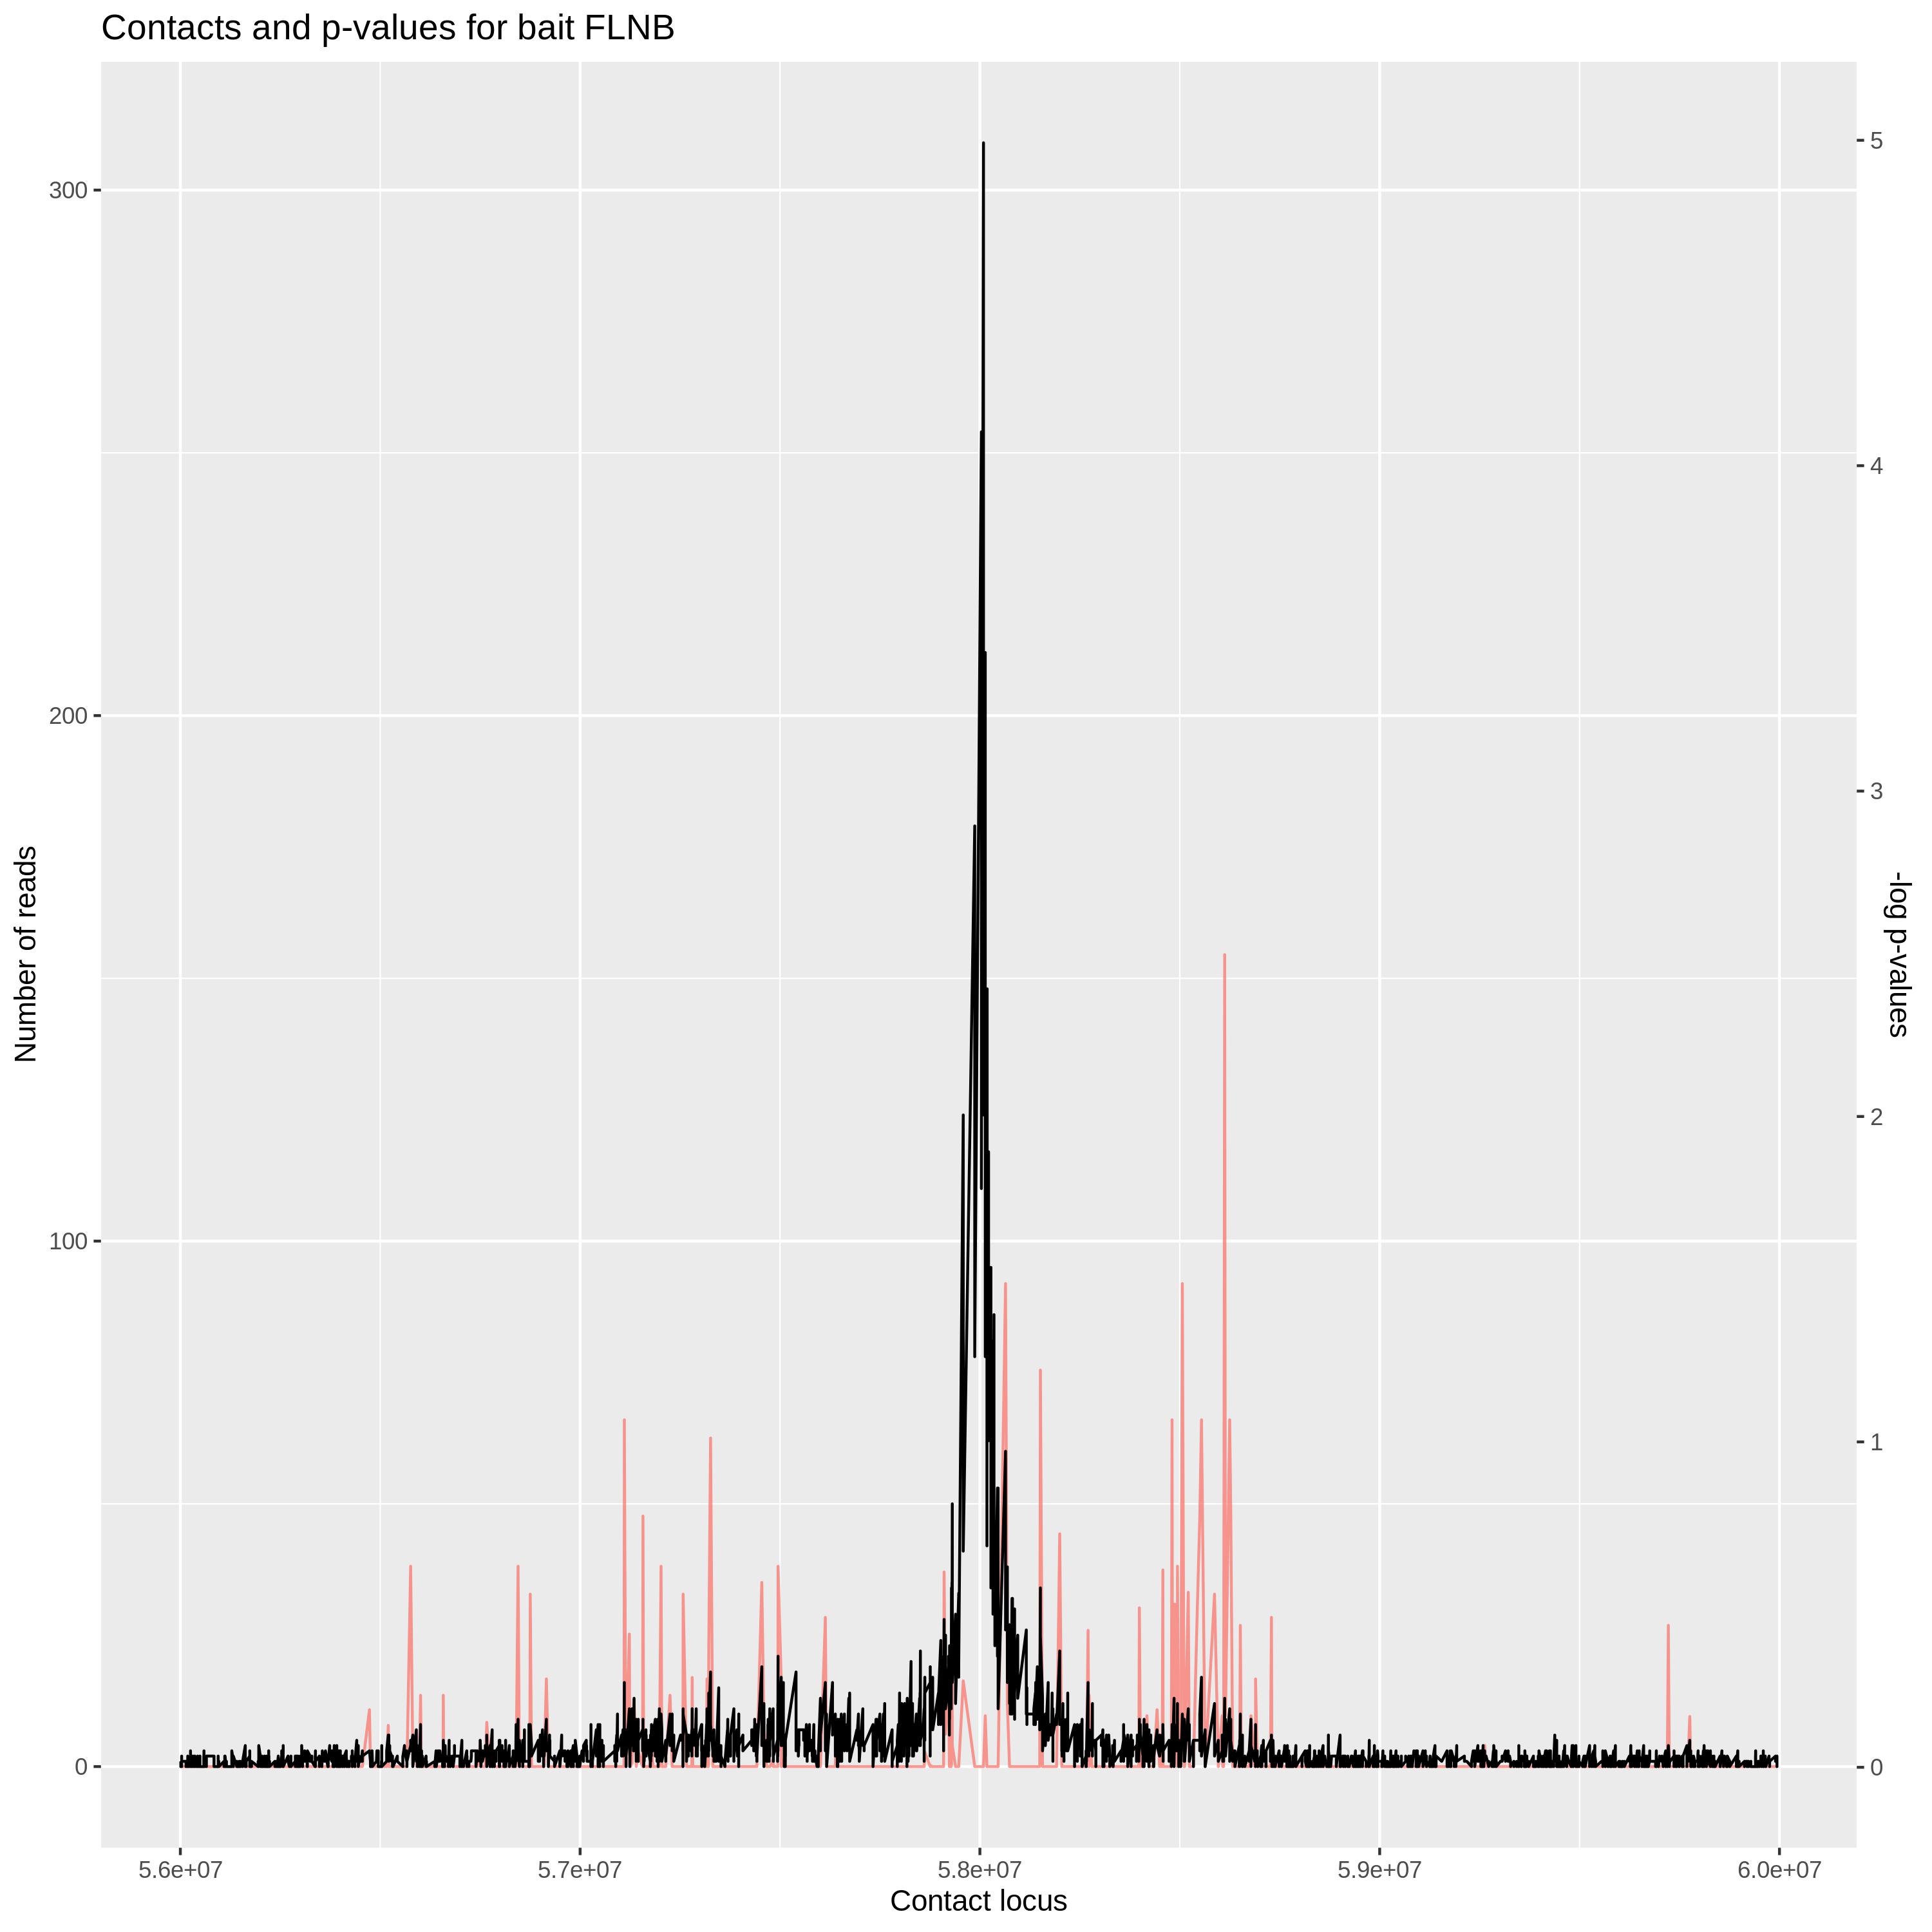 Contacts and p-values for bait FLNB
300
200
100
0
Number of reads
5
4
3
2
1
0
-log p-values
5.6e+07
5.7e+07
5.8e+07
5.9e+07
6.0e+07
Contact locus